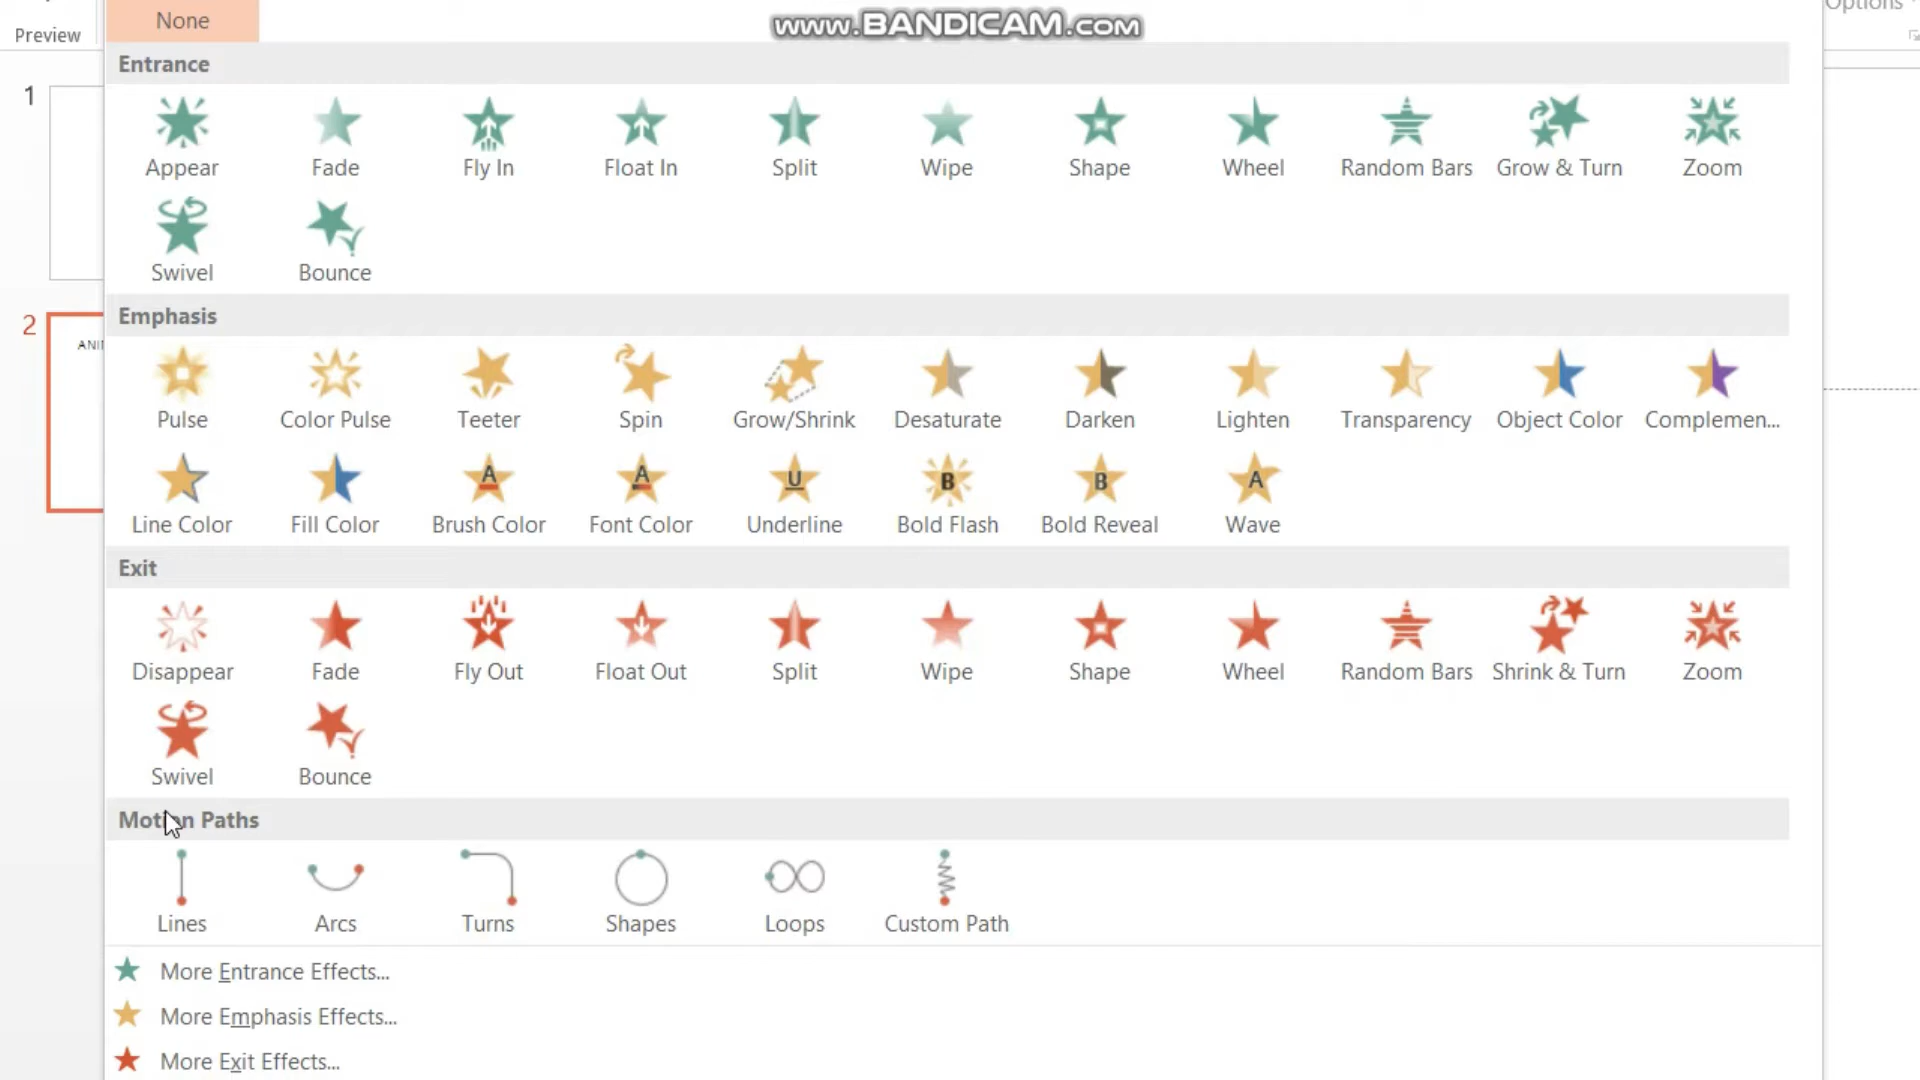 None
www.BANDICAM.com
Options
Preview
1
2
ANI
Entrance
Appear Fade Fly In Float In Split Wipe Shape Wheel Random Bars Grow & Turn Zoom
Swivel Bounce
Emphasis
Pulse Color Pulse Teeter Spin Grow/Shrink Desaturate Darken Lighten Transparency Object Color Complemen...
Line Color Fill Color Brush Color Font Color Underline Bold Flash Bold Reveal Wave
Exit
Disappear Fade Fly Out Float Out Split Wipe Shape Wheel Random Bars Shrink & Turn Zoom
Swivel Bounce
Motion Paths
Lines Arcs Turns Shapes Loops Custom Path
More Entrance Effects...
More Emphasis Effects...
More Exit Effects...